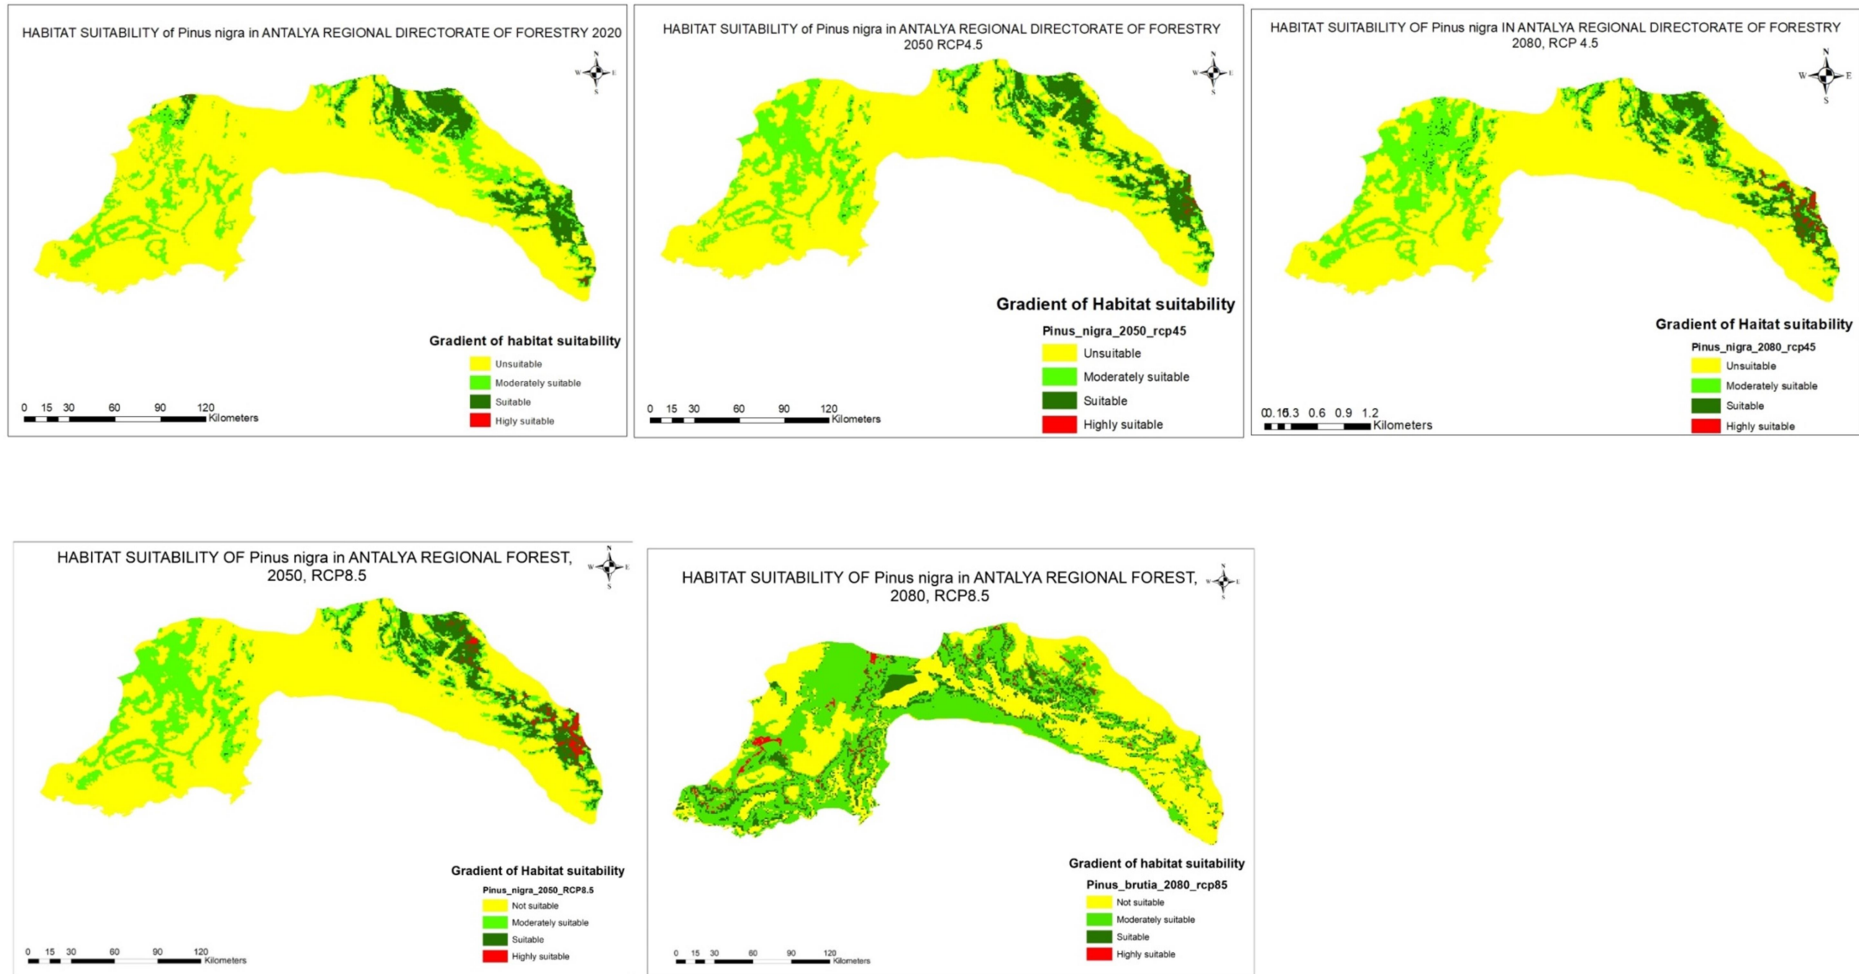 HABITAT SUITABILITY of Pinus nigra in ANTALYA REGIONAL DIRECTORATE OF FORESTRY 2020
N
W E
S
Gradient of habitat suitability
Unsuitable
Moderately suitable
Suitable
Higly suitable
0 15 30 60 90 120
Kilometers
HABITAT SUITABILITY of Pinus nigra in ANTALYA REGIONAL DIRECTORATE OF FORESTRY
2050 RCP4.5
N
W E
S
Gradient of Habitat suitability
Pinus_nigra_2050_rcp45
Unsuitable
Moderately suitable
Suitable
Highly suitable
0 15 30 60 90 120
Kilometers
HABITAT SUITABILITY OF Pinus nigra IN ANTALYA REGIONAL DIRECTORATE OF FORESTRY
2080, RCP 4.5
N
W E
S
Gradient of Haitat suitability
Pinus_nigra_2080_rcp45
Unsuitable
Moderately suitable
Suitable
Highly suitable
0 0.15 0.3 0.6 0.9 1.2
Kilometers
HABITAT SUITABILITY OF Pinus nigra in ANTALYA REGIONAL FOREST,
2050, RCP8.5
N
W E
S
Gradient of Habitat suitability
Pinus_nigra_2050_RCP8.5
Not suitable
Moderately suitable
Suitable
Highly suitable
0 15 30 60 90 120
Kilometers
HABITAT SUITABILITY OF Pinus nigra in ANTALYA REGIONAL FOREST,
2080, RCP8.5
N
W E
S
Gradient of habitat suitability
Pinus_brutia_2080_rcp85
Not suitable
Moderately suitable
Suitable
Highly suitable
0 15 30 60 90 120
Kilometers